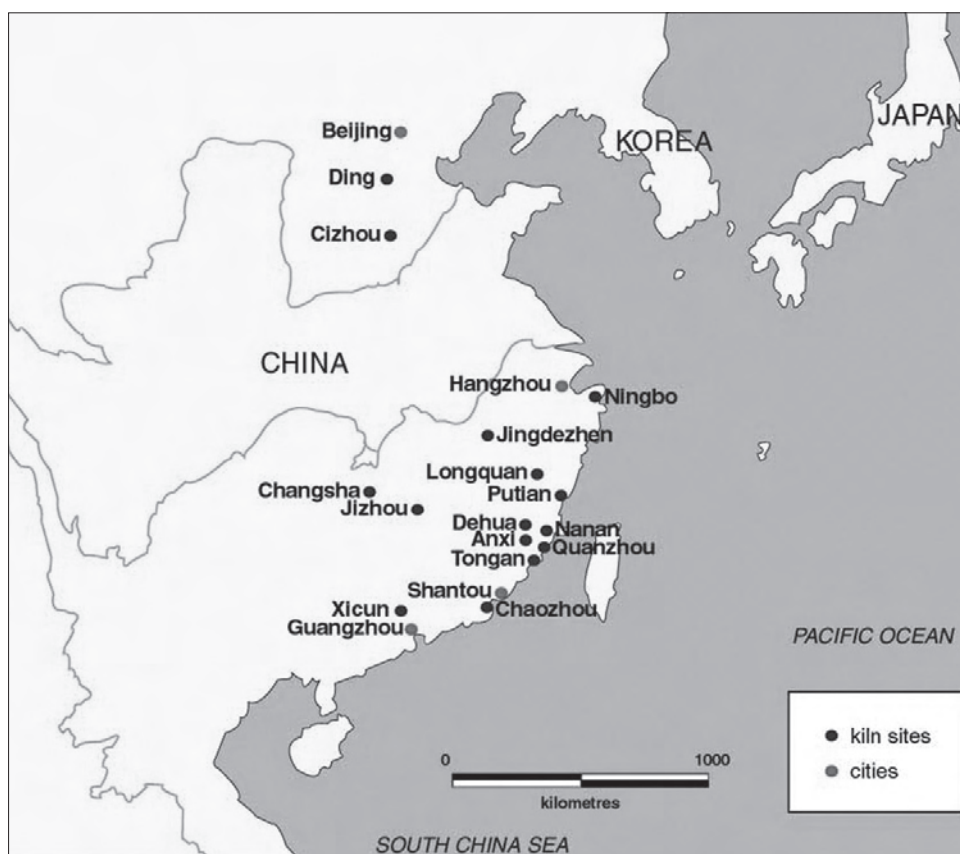 KOREA
JAPAN
Beijing
Ding
Cizhou
CHINA
Hangzhou
Ningbo
Jingdezhen
Longquan
Changsha
Putian
Jizhou
Dehua
Nanan
Anxi
Quanzhou
Tongan
Shantou
Xicun
Chaozhou
Guangzhou
PACIFIC OCEAN
kiln sites
cities
0
1000
kilometres
SOUTH CHINA SEA